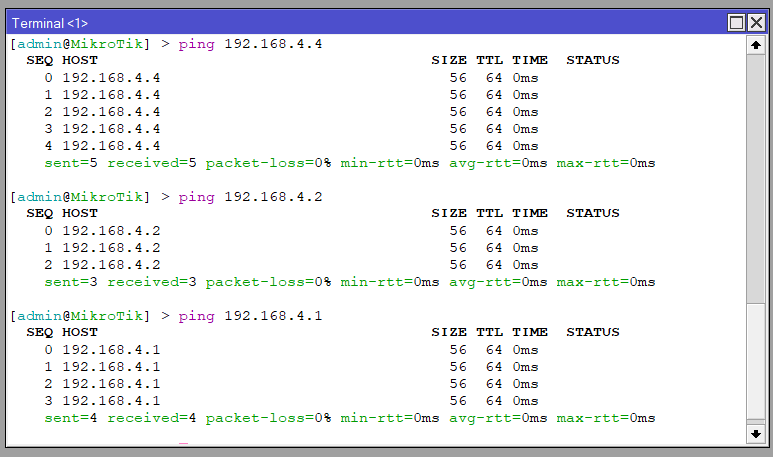 Terminal <1>
[admin@MikroTik] > ping 192.168.4.4
SEQ HOST SIZE TTL TIME STATUS
0 192.168.4.4 56 64 0ms
1 192.168.4.4 56 64 0ms
2 192.168.4.4 56 64 0ms
3 192.168.4.4 56 64 0ms
4 192.168.4.4 56 64 0ms
sent=5 received=5 packet-loss=0% min-rtt=0ms avg-rtt=0ms max-rtt=0ms
[admin@MikroTik] > ping 192.168.4.2
SEQ HOST SIZE TTL TIME STATUS
0 192.168.4.2 56 64 0ms
1 192.168.4.2 56 64 0ms
2 192.168.4.2 56 64 0ms
sent=3 received=3 packet-loss=0% min-rtt=0ms avg-rtt=0ms max-rtt=0ms
[admin@MikroTik] > ping 192.168.4.1
SEQ HOST SIZE TTL TIME STATUS
0 192.168.4.1 56 64 0ms
1 192.168.4.1 56 64 0ms
2 192.168.4.1 56 64 0ms
3 192.168.4.1 56 64 0ms
sent=4 received=4 packet-loss=0% min-rtt=0ms avg-rtt=0ms max-rtt=0ms